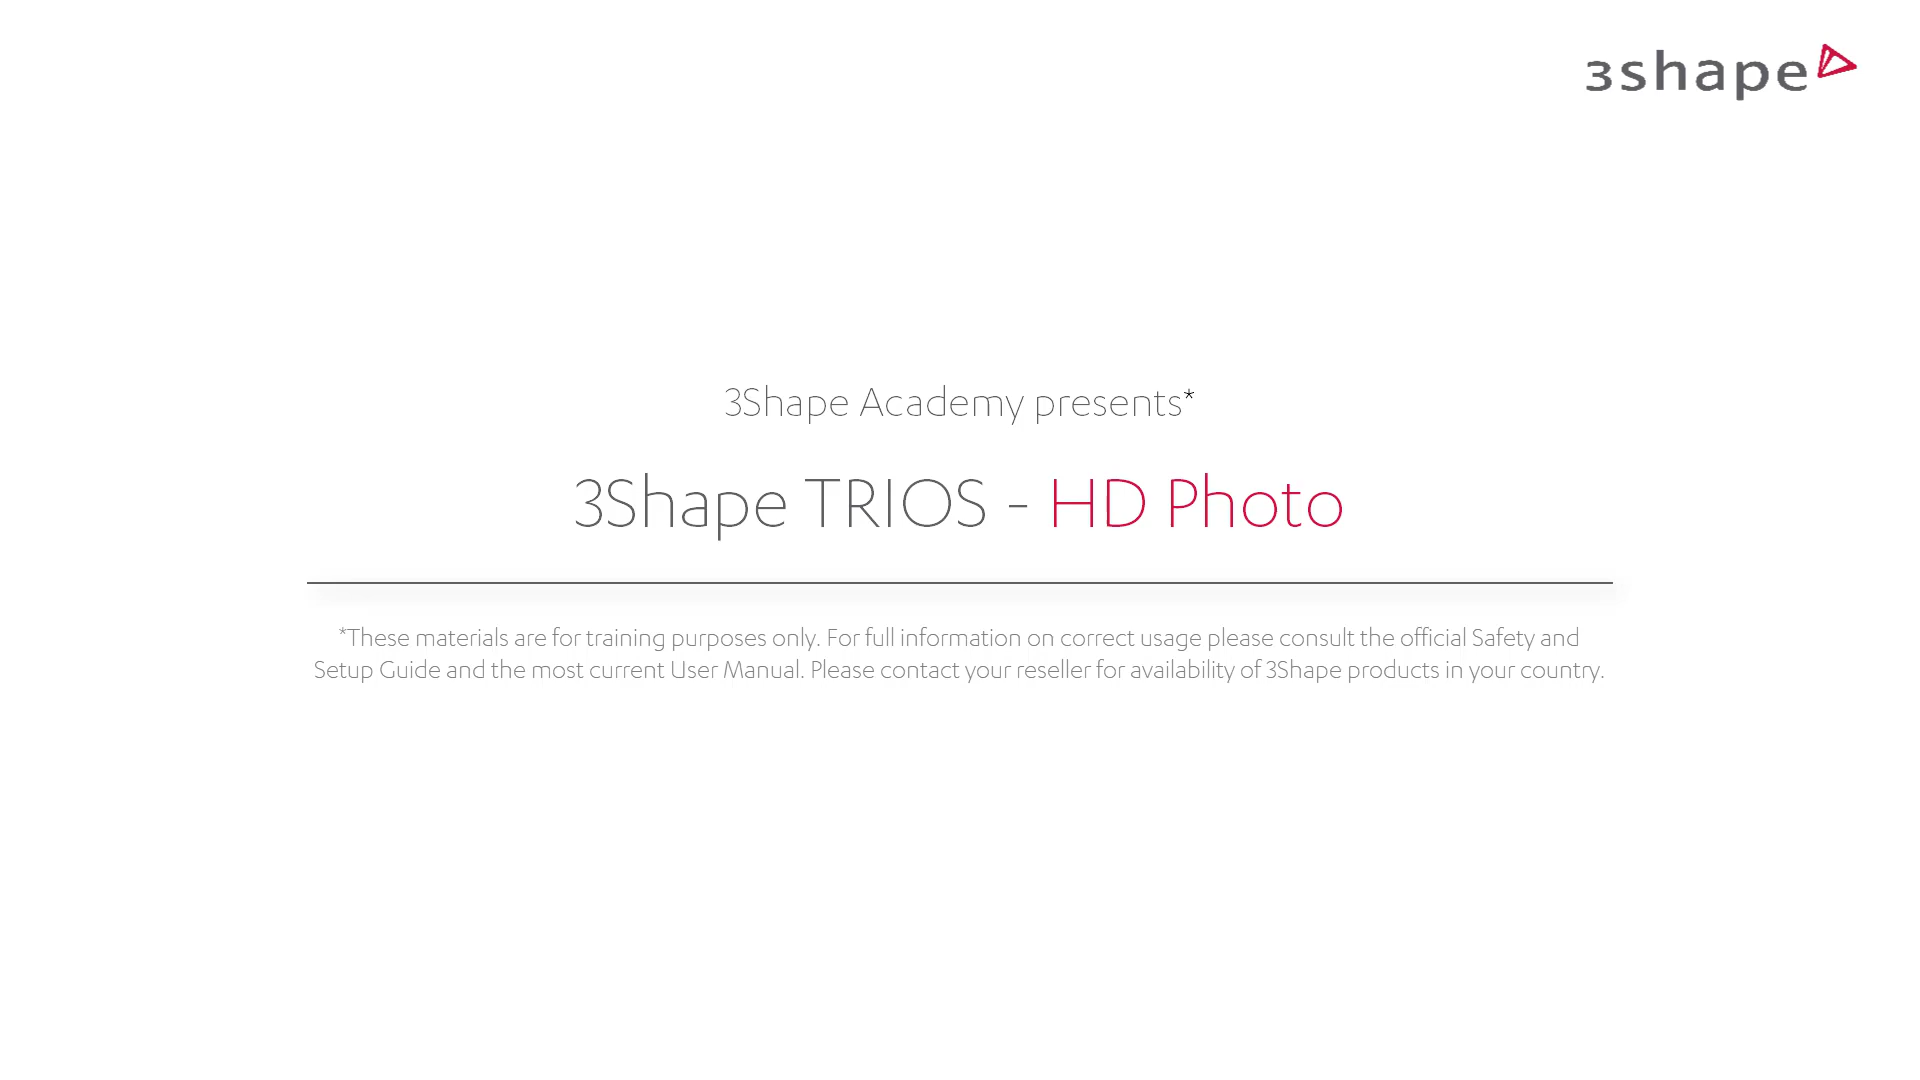 3shape
3Shape Academy presents*
3Shape TRIOS - HD Photo
*These materials are for training purposes only. For full information on correct usage please consult the official Safety and
Setup Guide and the most current User Manual. Please contact your reseller for availability of 3Shape products in your country.